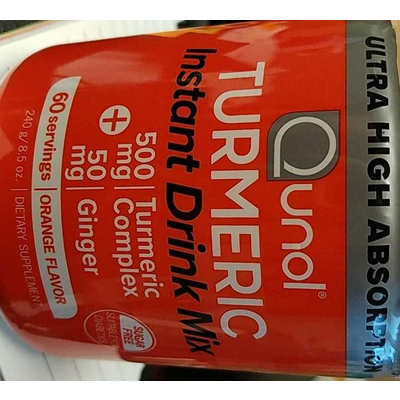 ULTRA HIGH ABSORPTION
Qunol®
TURMERIC
Instant Drink Mix
500 mg Turmeric Complex
+ 50 mg Ginger
SUGAR FREE
60 servings | ORANGE FLAVOR
240 g / 8.5 oz. | DIETARY SUPPLEMENT